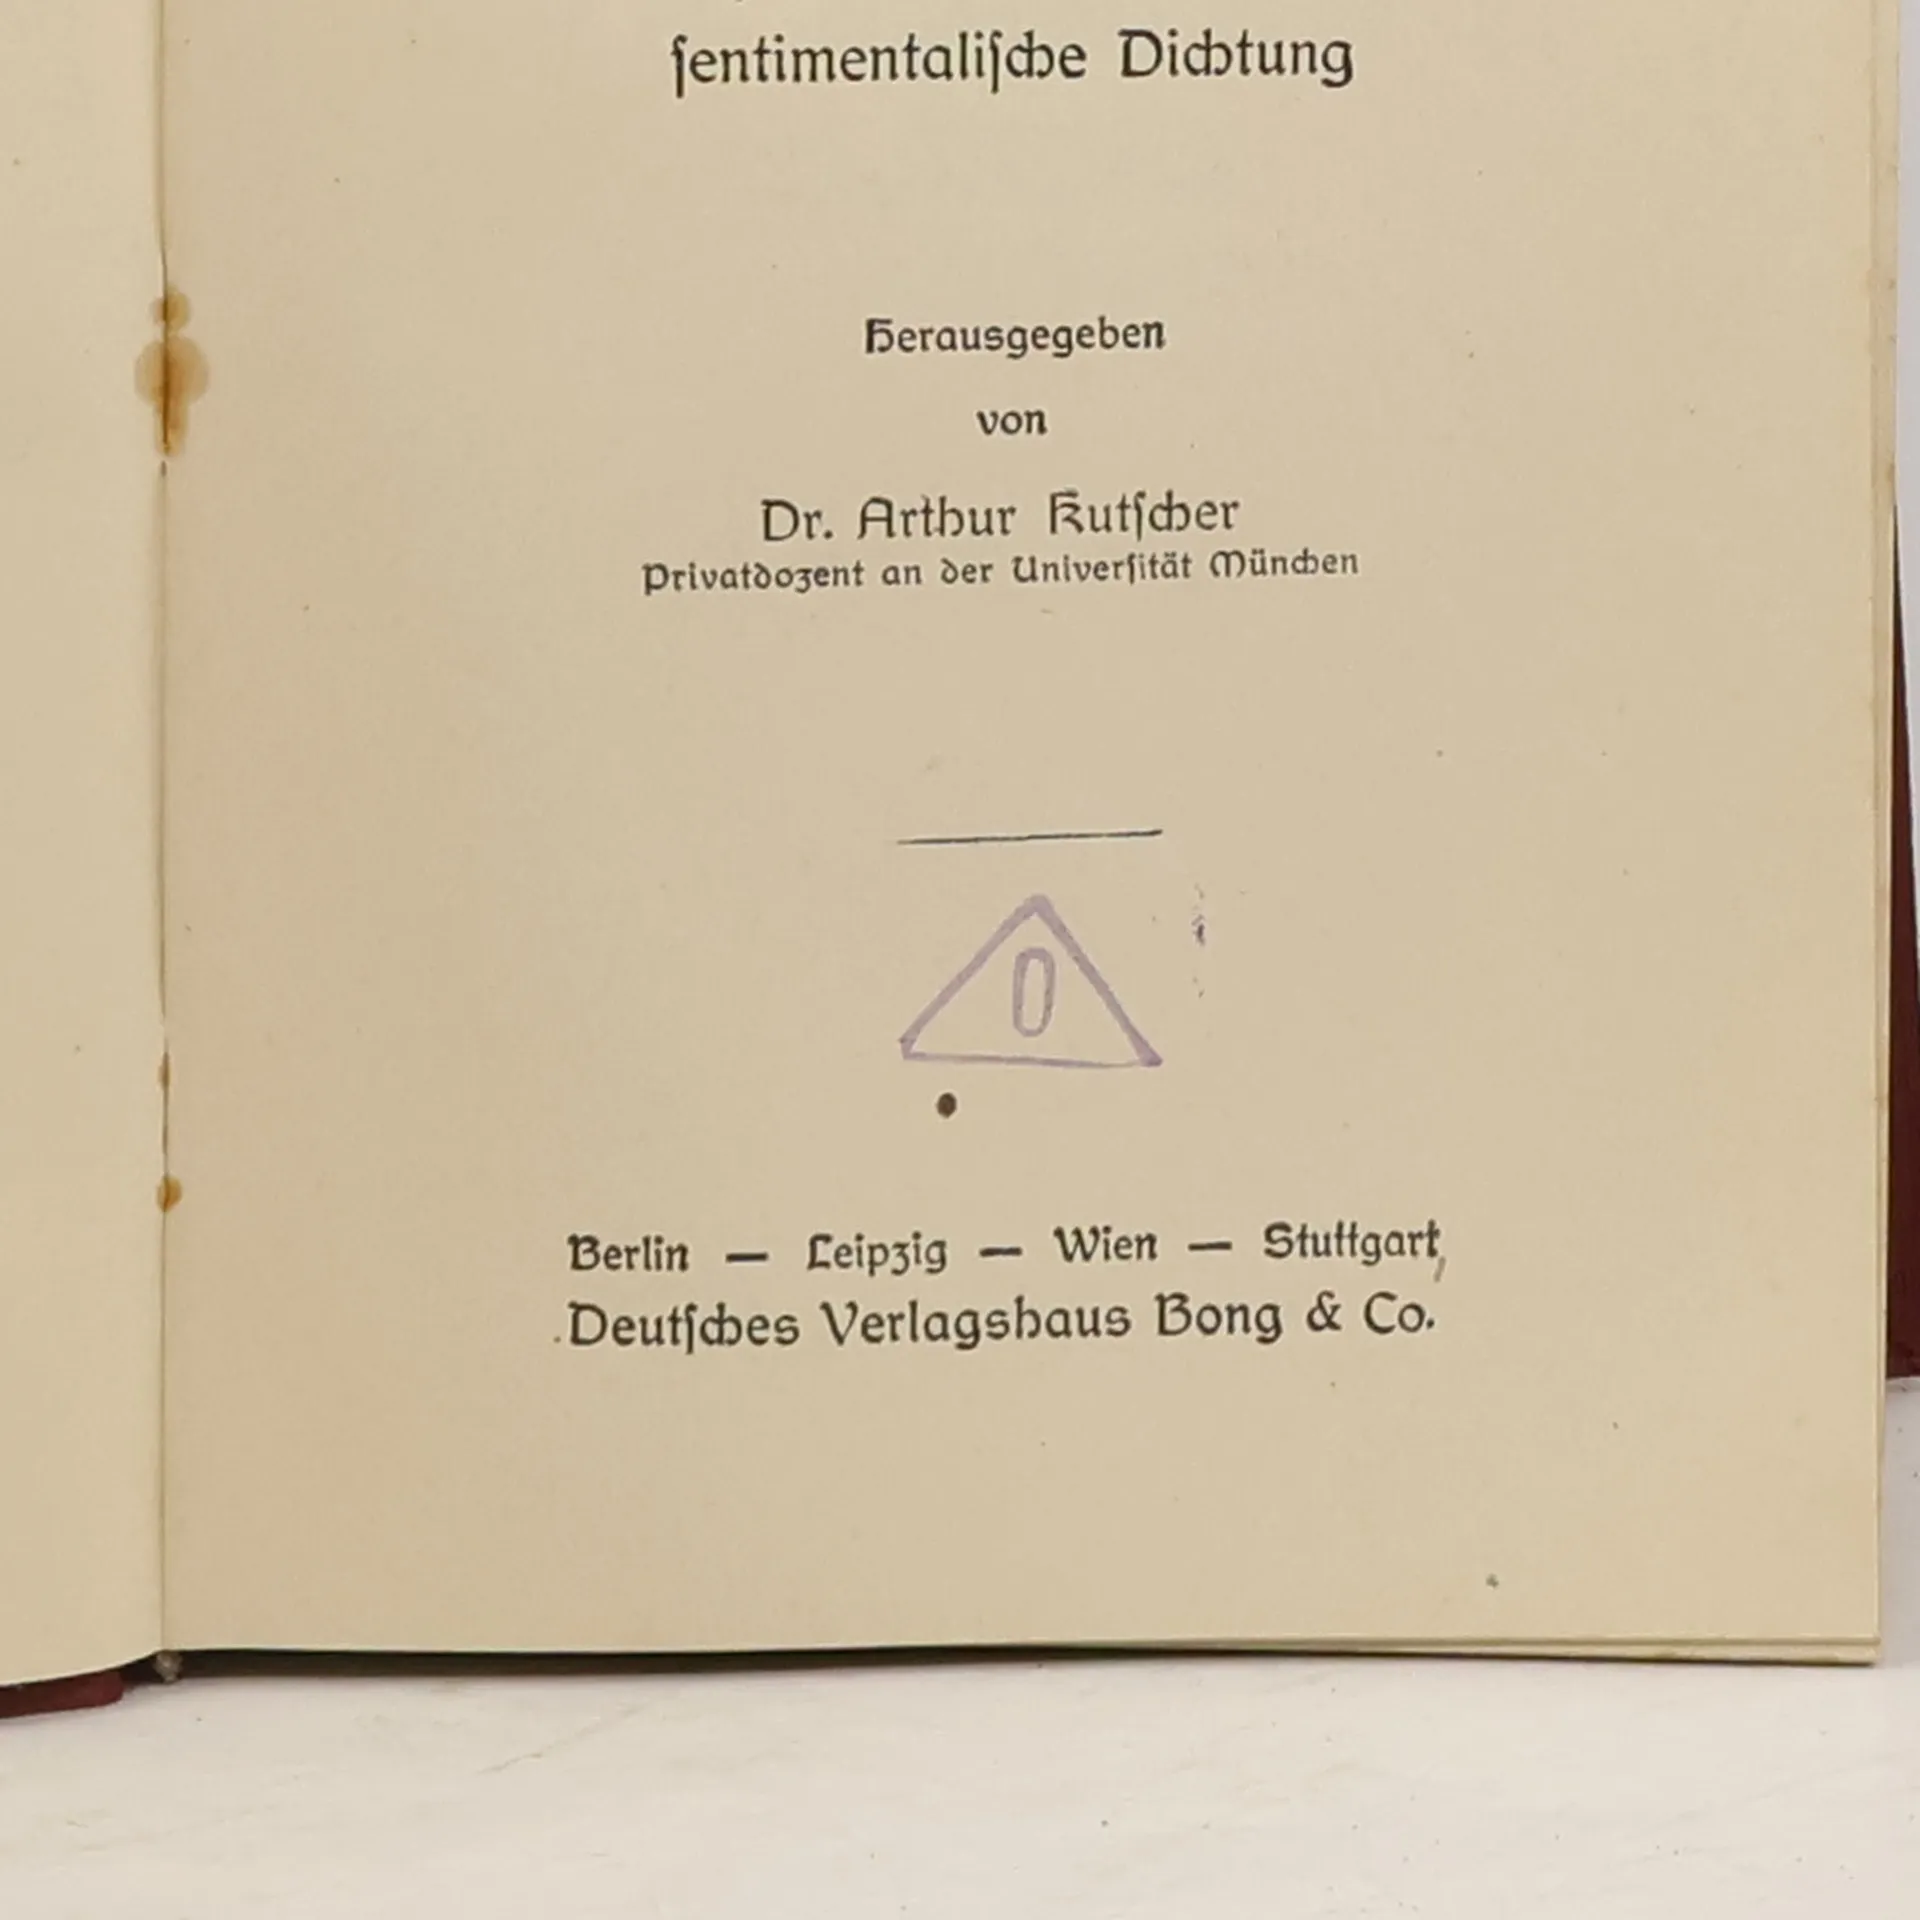 sentimentalische Dichtung
Herausgegeben
von
Dr. Arthur Kutscher
Privatdozent an der Universität München
0
Berlin — Leipzig — Wien — Stuttgart
Deutsches Verlagshaus Bong & Co.